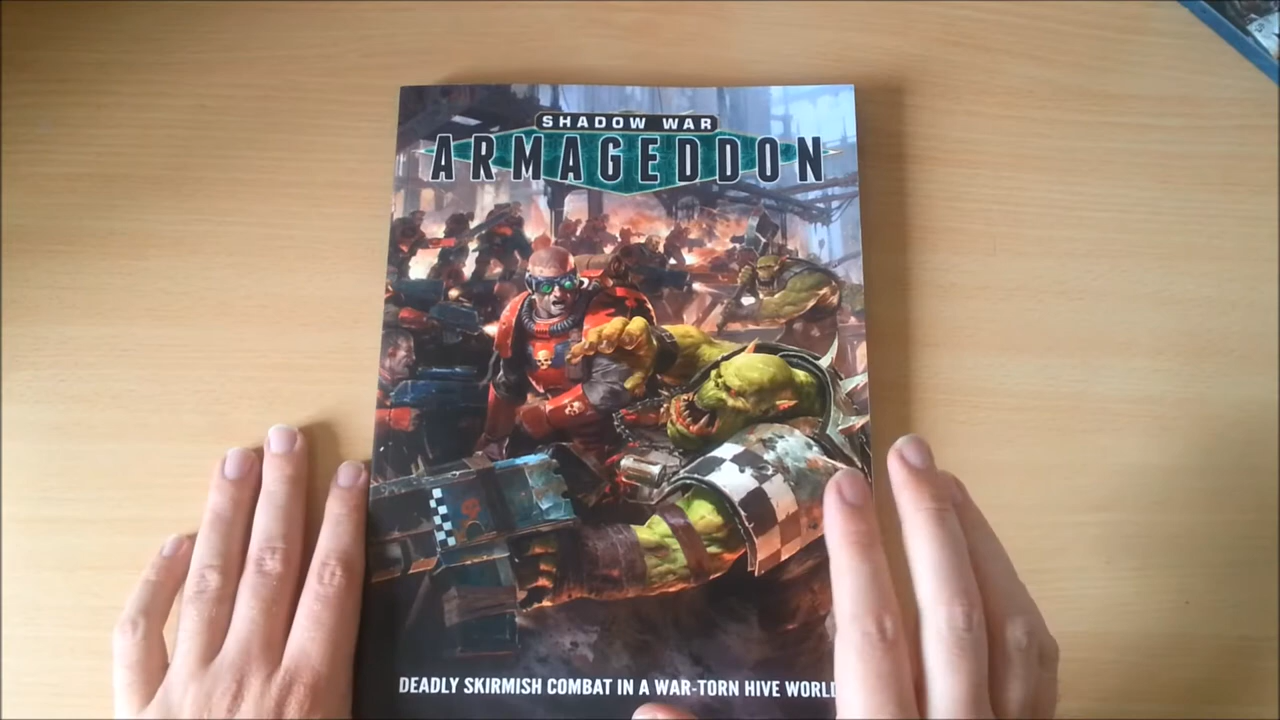 SHADOW WAR
ARMAGEDDON
DEADLY SKIRMISH COMBAT IN A WAR-TORN HIVE WORLD